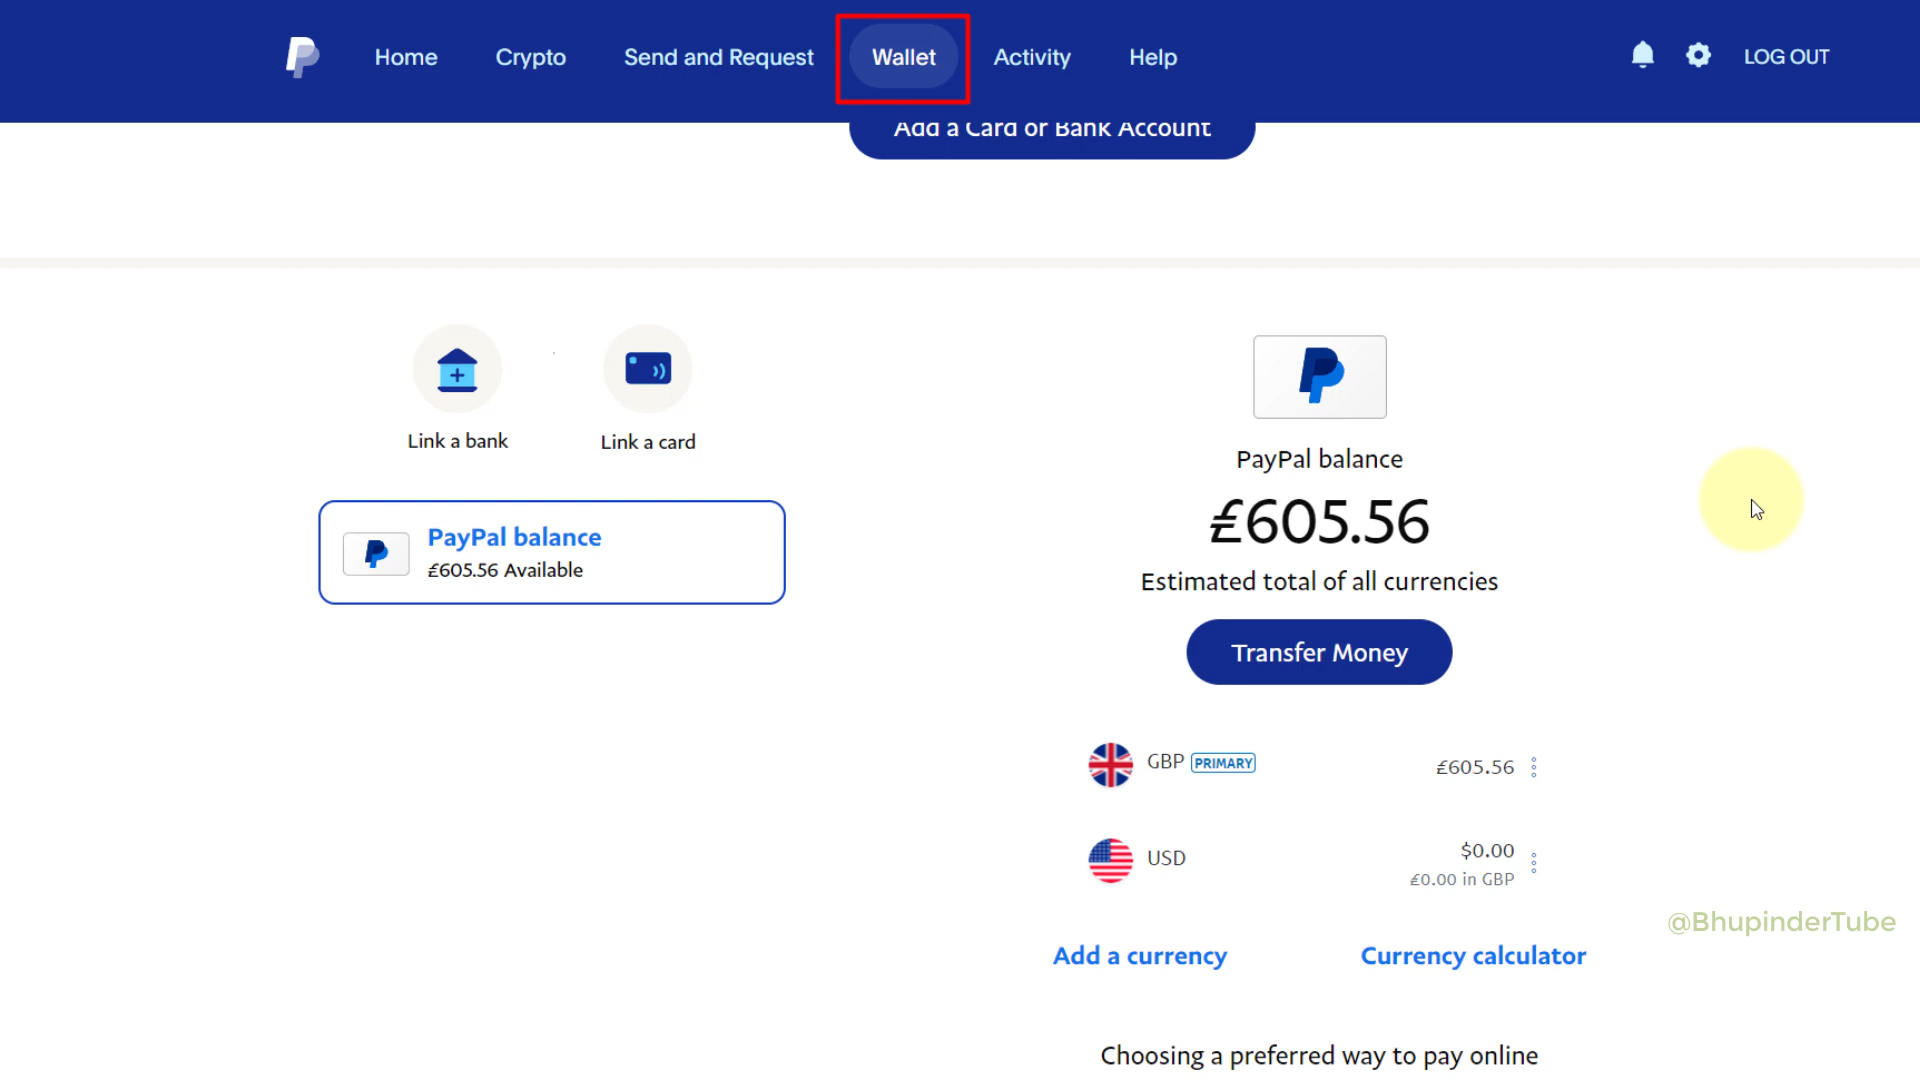 Home Crypto Send and Request Wallet Activity Help LOG OUT
Add a Card or Bank Account
Link a bank
Link a card
PayPal balance
£605.56 Available
PayPal balance
£605.56
Estimated total of all currencies
Transfer Money
GBP PRIMARY £605.56
USD $0.00
£0.00 in GBP
@BhupinderTube
Add a currency
Currency calculator
Choosing a preferred way to pay online